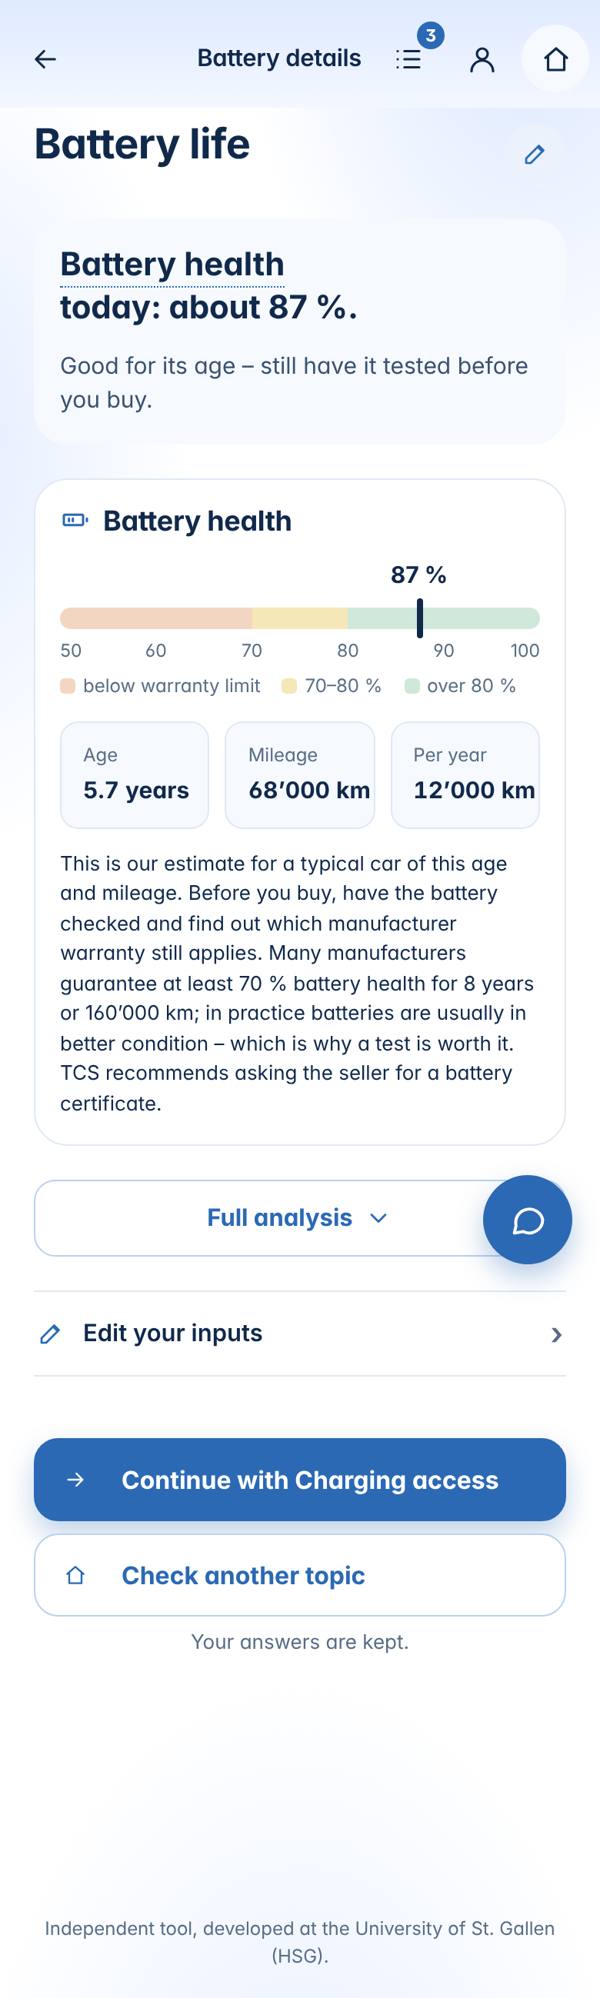 Battery details
3
Battery life
Battery health
today: about 87 %.
Good for its age – still have it tested before
you buy.
Battery health
87 %
50 60 70 80 90 100
below warranty limit 70–80 % over 80 %
Age Mileage Per year
5.7 years 68’000 km 12’000 km
This is our estimate for a typical car of this age
and mileage. Before you buy, have the battery
checked and find out which manufacturer
warranty still applies. Many manufacturers
guarantee at least 70 % battery health for 8 years
or 160’000 km; in practice batteries are usually in
better condition – which is why a test is worth it.
TCS recommends asking the seller for a battery
certificate.
Full analysis
Edit your inputs
Continue with Charging access
Check another topic
Your answers are kept.
Independent tool, developed at the University of St. Gallen
(HSG).